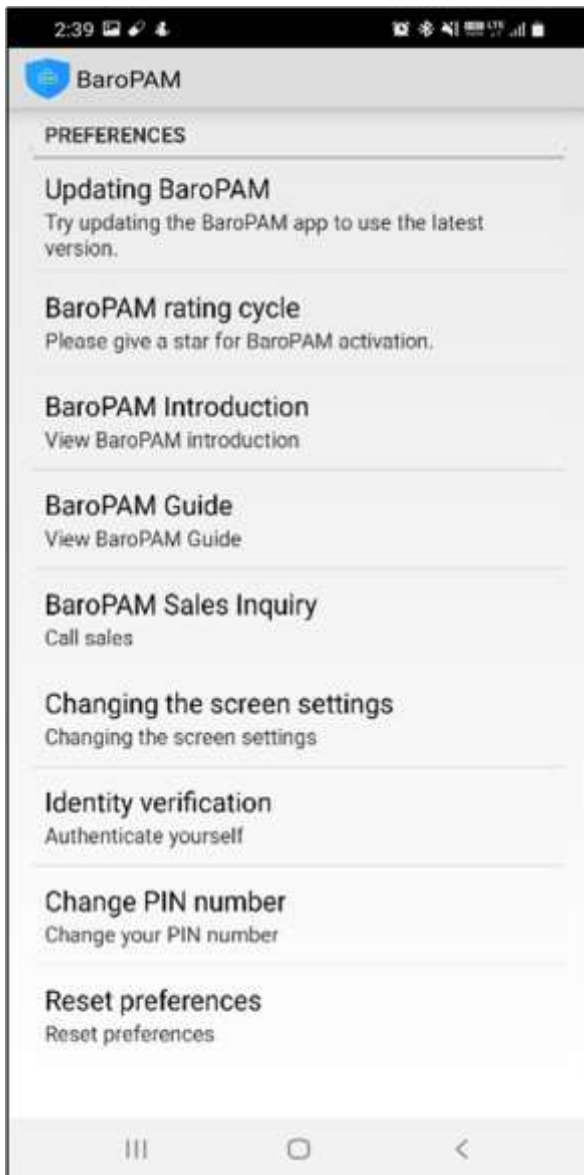 2:39
BaroPAM
PREFERENCES
Updating BaroPAM
Try updating the BaroPAM app to use the latest
version.
BaroPAM rating cycle
Please give a star for BaroPAM activation.
BaroPAM Introduction
View BaroPAM introduction
BaroPAM Guide
View BaroPAM Guide
BaroPAM Sales Inquiry
Call sales
Changing the screen settings
Changing the screen settings
Identity verification
Authenticate yourself
Change PIN number
Change your PIN number
Reset preferences
Reset preferences